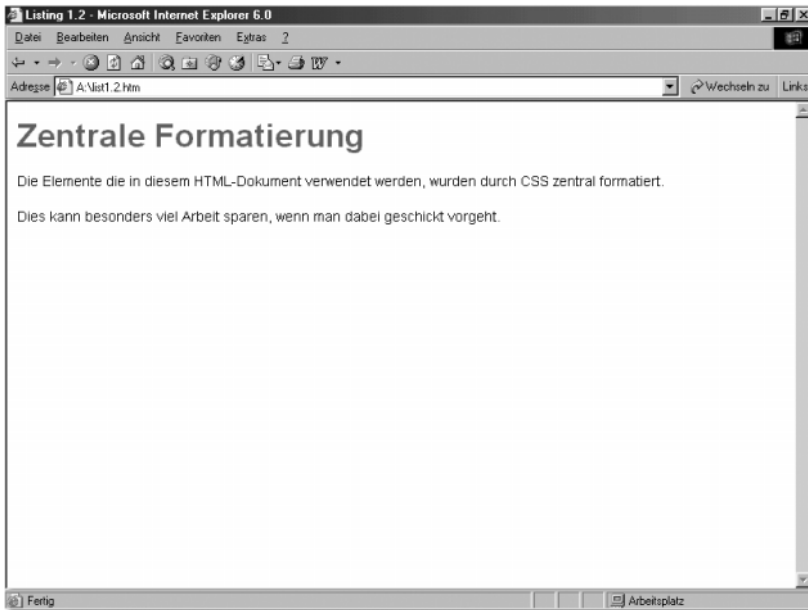 Listing 1.2 - Microsoft Internet Explorer 6.0
Datei Bearbeiten Ansicht Favoriten Extras ?
Adresse A:\list1.2.htm Wechseln zu Links
Zentrale Formatierung
Die Elemente die in diesem HTML-Dokument verwendet werden, wurden durch CSS zentral formatiert.
Dies kann besonders viel Arbeit sparen, wenn man dabei geschickt vorgeht.
Fertig Arbeitsplatz